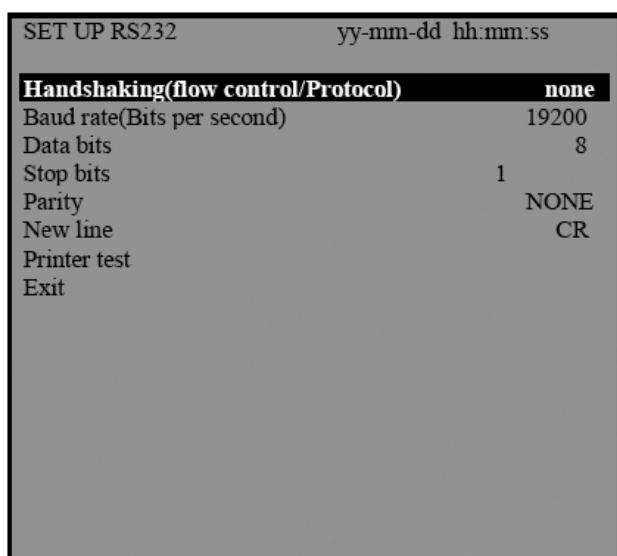 SET UP RS232 yy-mm-dd hh:mm:ss
Handshaking(flow control/Protocol) none
Baud rate(Bits per second) 19200
Data bits 8
Stop bits 1
Parity NONE
New line CR
Printer test
Exit